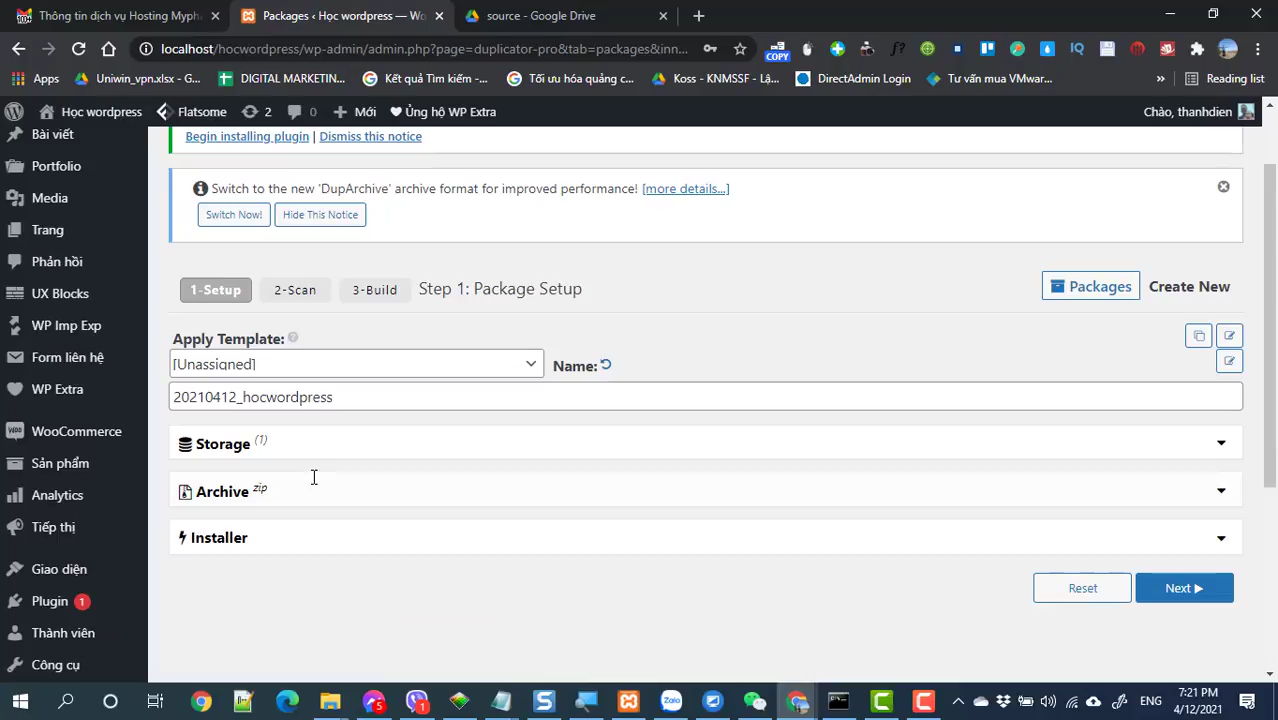 Thông tin dịch vụ Hosting Myph
Packages ‹ Học wordpress — Wo
source - Google Drive
localhost/hocwordpress/wp-admin/admin.php?page=duplicator-pro&tab=packages&inn...
COPY
f?
IQ
Apps
Uniwin_vpn.xlsx - G...
DIGITAL MARKETIN...
Kết quả Tìm kiếm -...
Tối ưu hóa quảng c...
Koss - KNMSSF - Lậ...
DirectAdmin Login
Tư vấn mua VMwar...
»
Reading list
Học wordpress
Flatsome
2
0
Mới
Ủng hộ WP Extra
Chào, thanhdien
Bài viết
Portfolio
Media
Trang
Phản hồi
UX Blocks
WP Imp Exp
Form liên hệ
WP Extra
WooCommerce
Sản phẩm
Analytics
Tiếp thị
Giao diện
Plugin 1
Thành viên
Công cụ
Begin installing plugin | Dismiss this notice
Switch to the new 'DupArchive' archive format for improved performance! [more details...]
Switch Now!
Hide This Notice
1-Setup
2-Scan
3-Build
Step 1: Package Setup
Packages
Create New
Apply Template:
[Unassigned]
Name:
20210412_hocwordpress
Storage (1)
Archive zip
Installer
Reset
Next
5
1
ENG
7:21 PM
4/12/2021